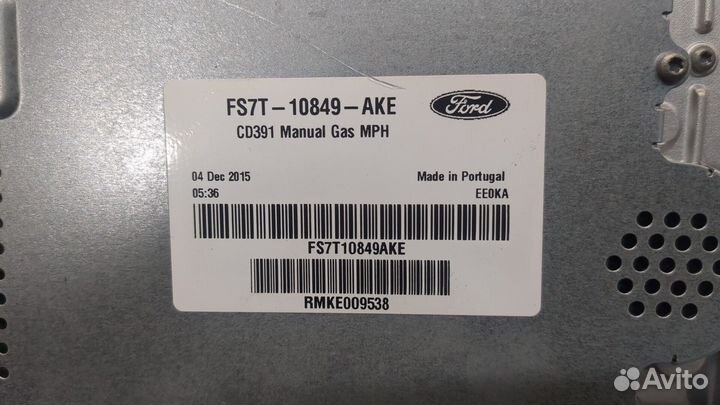 FS7T-10849-AKE
Ford
CD391 Manual Gas MPH
04 Dec 2015 Made in Portugal
05:36 EE0KA
FS7T10849AKE
RMKE009538
Avito